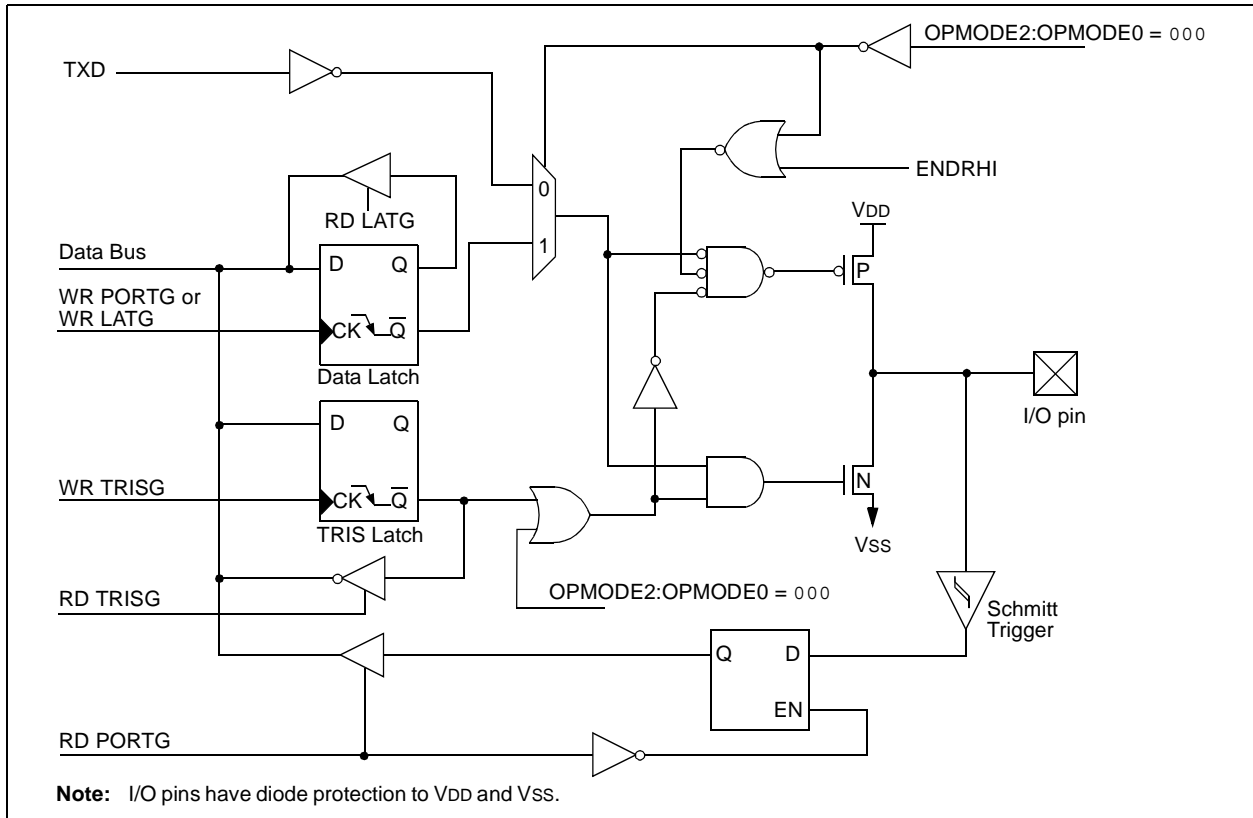 OPMODE2:OPMODE0 = 000
TXD
0
ENDRHI
RD LATG
VDD
1
Data Bus
D Q
P
WR PORTG or
WR LATG
CK Q̅
Data Latch
D Q
I/O pin
WR TRISG
CK Q̅
N
TRIS Latch
VSS
OPMODE2:OPMODE0 = 000
RD TRISG
Schmitt
Trigger
Q D
EN
RD PORTG
Note: I/O pins have diode protection to VDD and VSS.